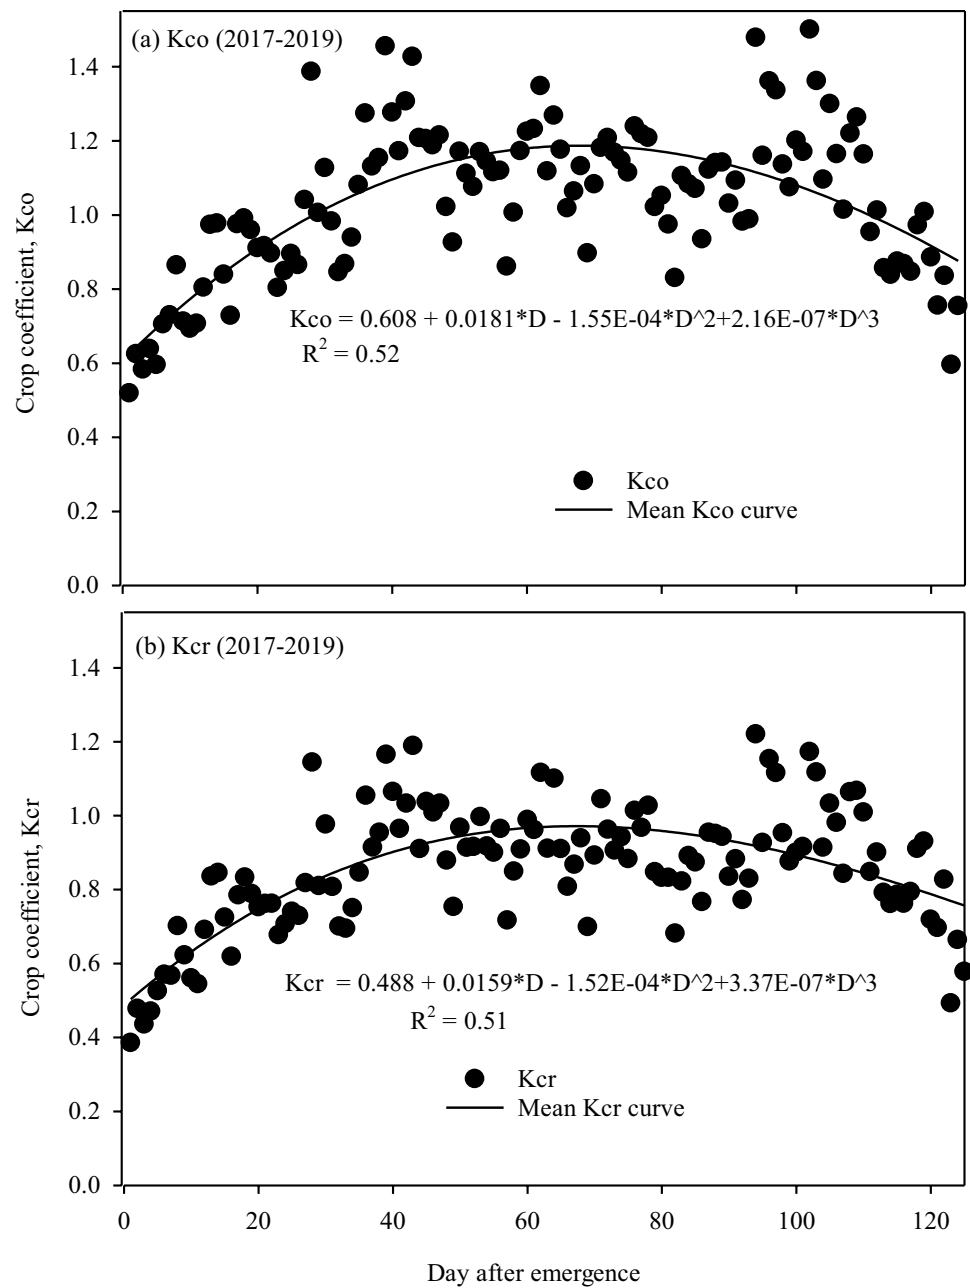 (a) Kco (2017-2019)
1.4
1.2
1.0
0.8
0.6
0.4
0.2
0.0
Crop coefficient, Kco
Kco = 0.608 + 0.0181*D - 1.55E-04*D^2+2.16E-07*D^3
R² = 0.52
Kco
Mean Kco curve
(b) Kcr (2017-2019)
1.4
1.2
1.0
0.8
0.6
0.4
0.2
0.0
Crop coefficient, Kcr
Kcr = 0.488 + 0.0159*D - 1.52E-04*D^2+3.37E-07*D^3
R² = 0.51
Kcr
Mean Kcr curve
0 20 40 60 80 100 120
Day after emergence